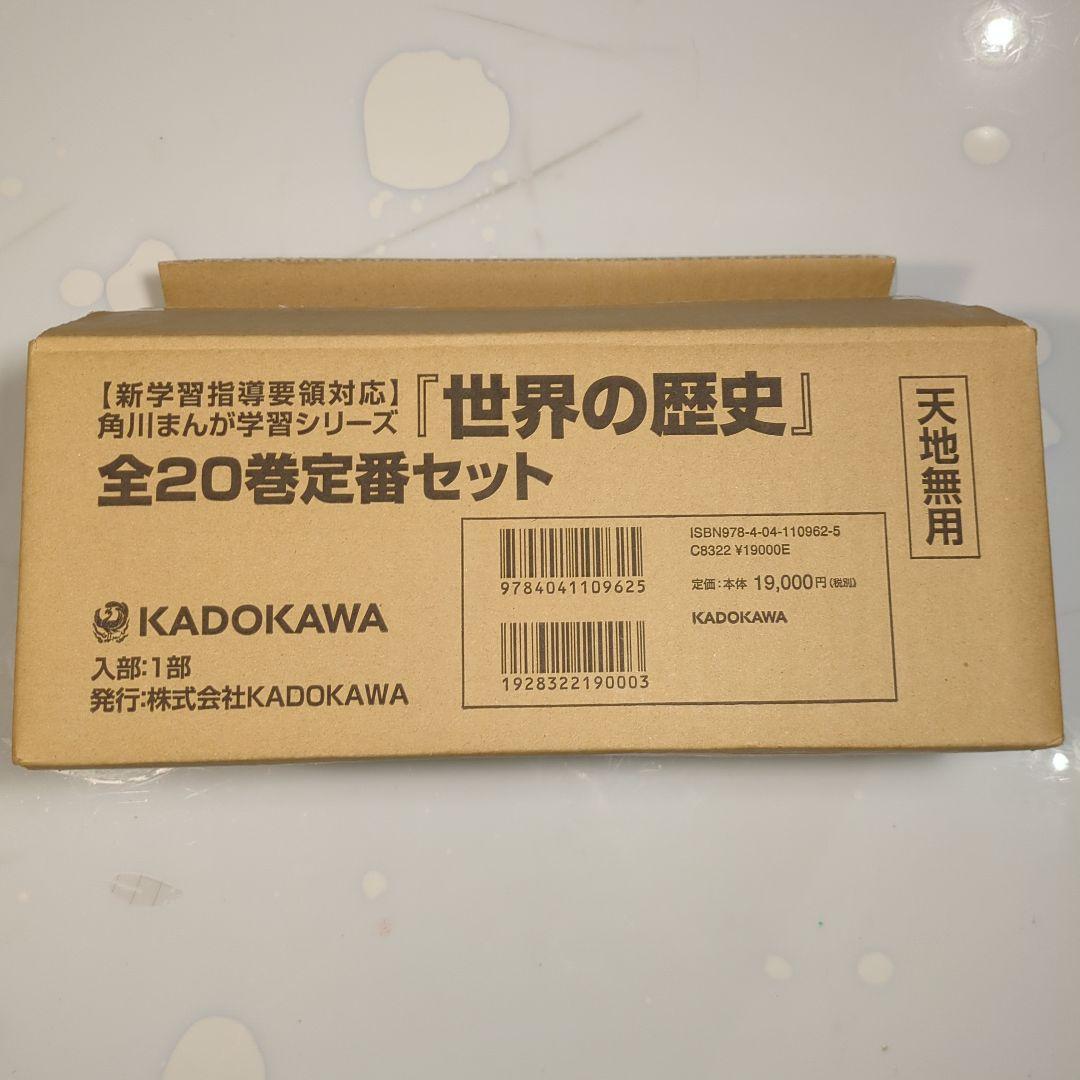 【新学習指導要領対応】
角川まんが学習シリーズ
『世界の歴史』
全20巻定番セット
天地無用
9784041109625
1928322190003
ISBN978-4-04-110962-5
C8322 ¥19000E
定価:本体 19,000円(税別)
KADOKAWA
KADOKAWA
入部:1部
発行:株式会社KADOKAWA